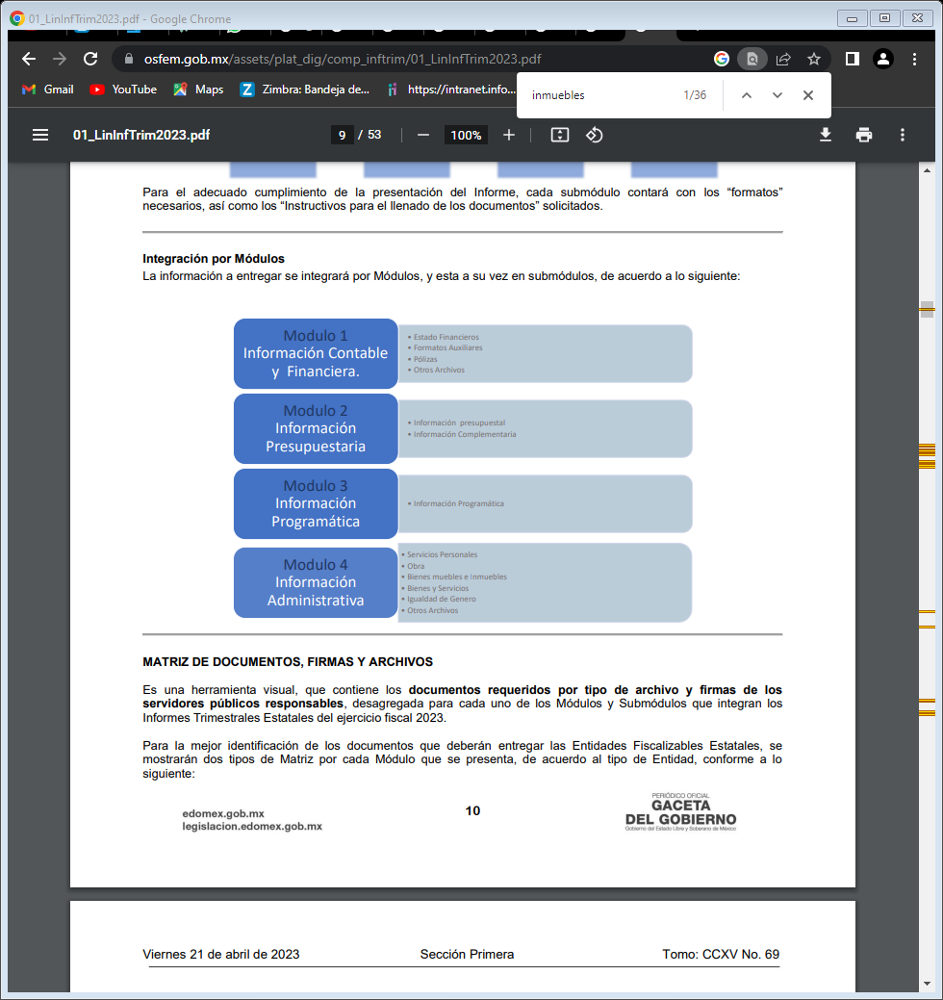 01_LinInfTrim2023.pdf - Google Chrome
osfem.gob.mx/assets/plat_dig/comp_inftrim/01_LinInfTrim2023.pdf
Gmail YouTube Maps Zimbra: Bandeja de... https://intranet.info...
inmuebles 1/36
01_LinInfTrim2023.pdf 9 / 53 100%
Para el adecuado cumplimiento de la presentación del Informe, cada submódulo contará con los “formatos”
necesarios, así como los “Instructivos para el llenado de los documentos” solicitados.
Integración por Módulos
La información a entregar se integrará por Módulos, y esta a su vez en submódulos, de acuerdo a lo siguiente:
Modulo 1
Información Contable
y Financiera.
• Estado Financieros
• Formatos Auxiliares
• Pólizas
• Otros Archivos
Modulo 2
Información
Presupuestaria
• Información presupuestal
• Información Complementaria
Modulo 3
Información
Programática
• Información Programática
Modulo 4
Información
Administrativa
• Servicios Personales
• Obra
• Bienes muebles e Inmuebles
• Bienes y Servicios
• Igualdad de Genero
• Otros Archivos
MATRIZ DE DOCUMENTOS, FIRMAS Y ARCHIVOS
Es una herramienta visual, que contiene los documentos requeridos por tipo de archivo y firmas de los
servidores públicos responsables, desagregada para cada uno de los Módulos y Submódulos que integran los
Informes Trimestrales Estatales del ejercicio fiscal 2023.
Para la mejor identificación de los documentos que deberán entregar las Entidades Fiscalizables Estatales, se
mostrarán dos tipos de Matriz por cada Módulo que se presenta, de acuerdo al tipo de Entidad, conforme a lo
siguiente:
edomex.gob.mx
legislacion.edomex.gob.mx
10
PERIÓDICO OFICIAL
GACETA
DEL GOBIERNO
Gobierno del Estado Libre y Soberano de México
Viernes 21 de abril de 2023 Sección Primera Tomo: CCXV No. 69